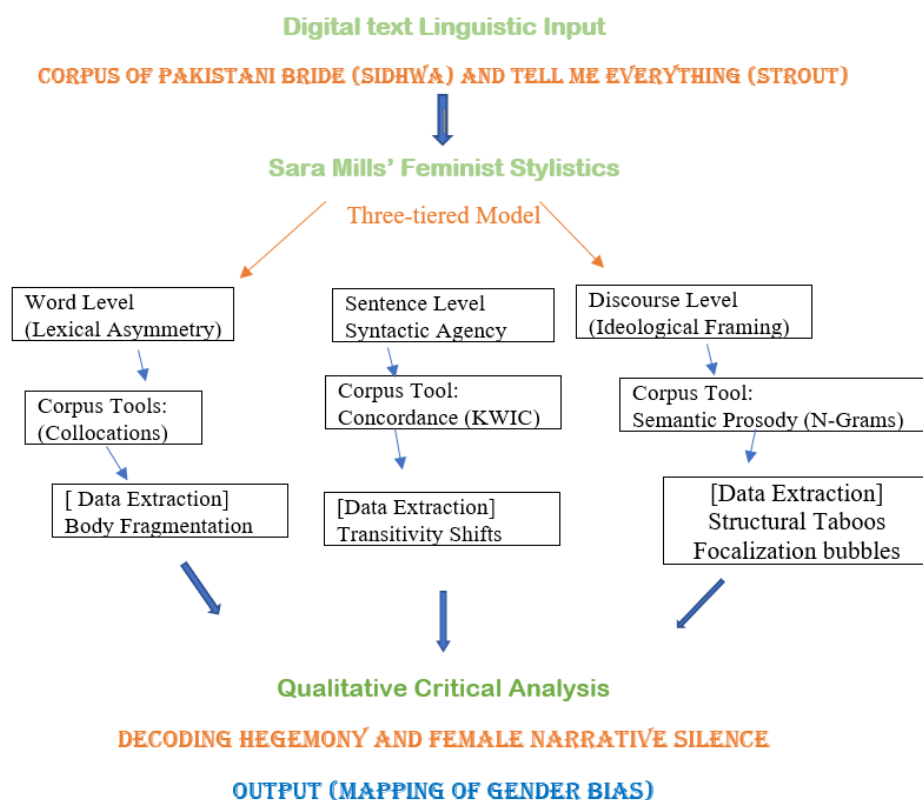 Digital text Linguistic Input
CORPUS OF PAKISTANI BRIDE (SIDHWA) AND TELL ME EVERYTHING (STROUT)
Sara Mills’ Feminist Stylistics
Three-tiered Model
Word Level
(Lexical Asymmetry)
Sentence Level
Syntactic Agency
Discourse Level
(Ideological Framing)
Corpus Tools:
(Collocations)
Corpus Tool:
Concordance (KWIC)
Corpus Tool:
Semantic Prosody (N-Grams)
[ Data Extraction]
Body Fragmentation
[Data Extraction]
Transitivity Shifts
[Data Extraction]
Structural Taboos
Focalization bubbles
Qualitative Critical Analysis
DECODING HEGEMONY AND FEMALE NARRATIVE SILENCE
OUTPUT (MAPPING OF GENDER BIAS)